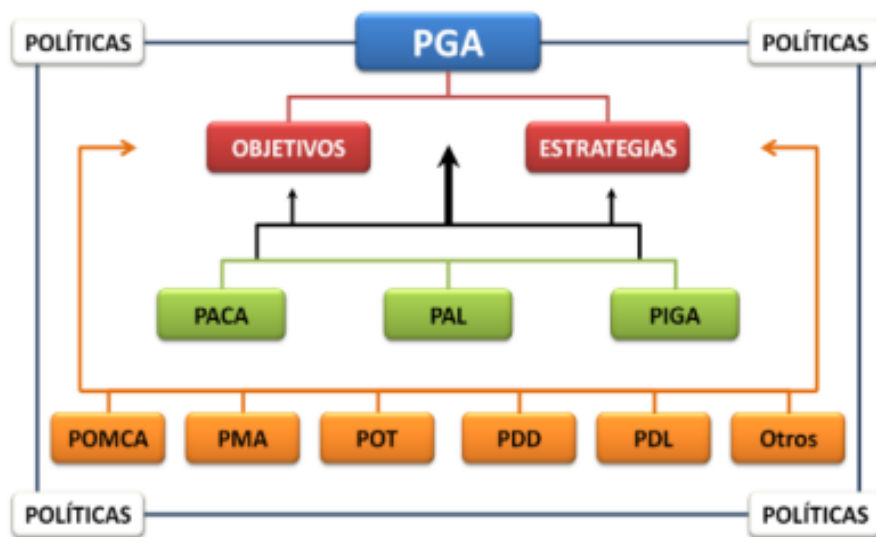 POLÍTICAS
PGA
POLÍTICAS
OBJETIVOS
ESTRATEGIAS
PACA
PAL
PIGA
POMCA
PMA
POT
PDD
PDL
Otros
POLÍTICAS
POLÍTICAS